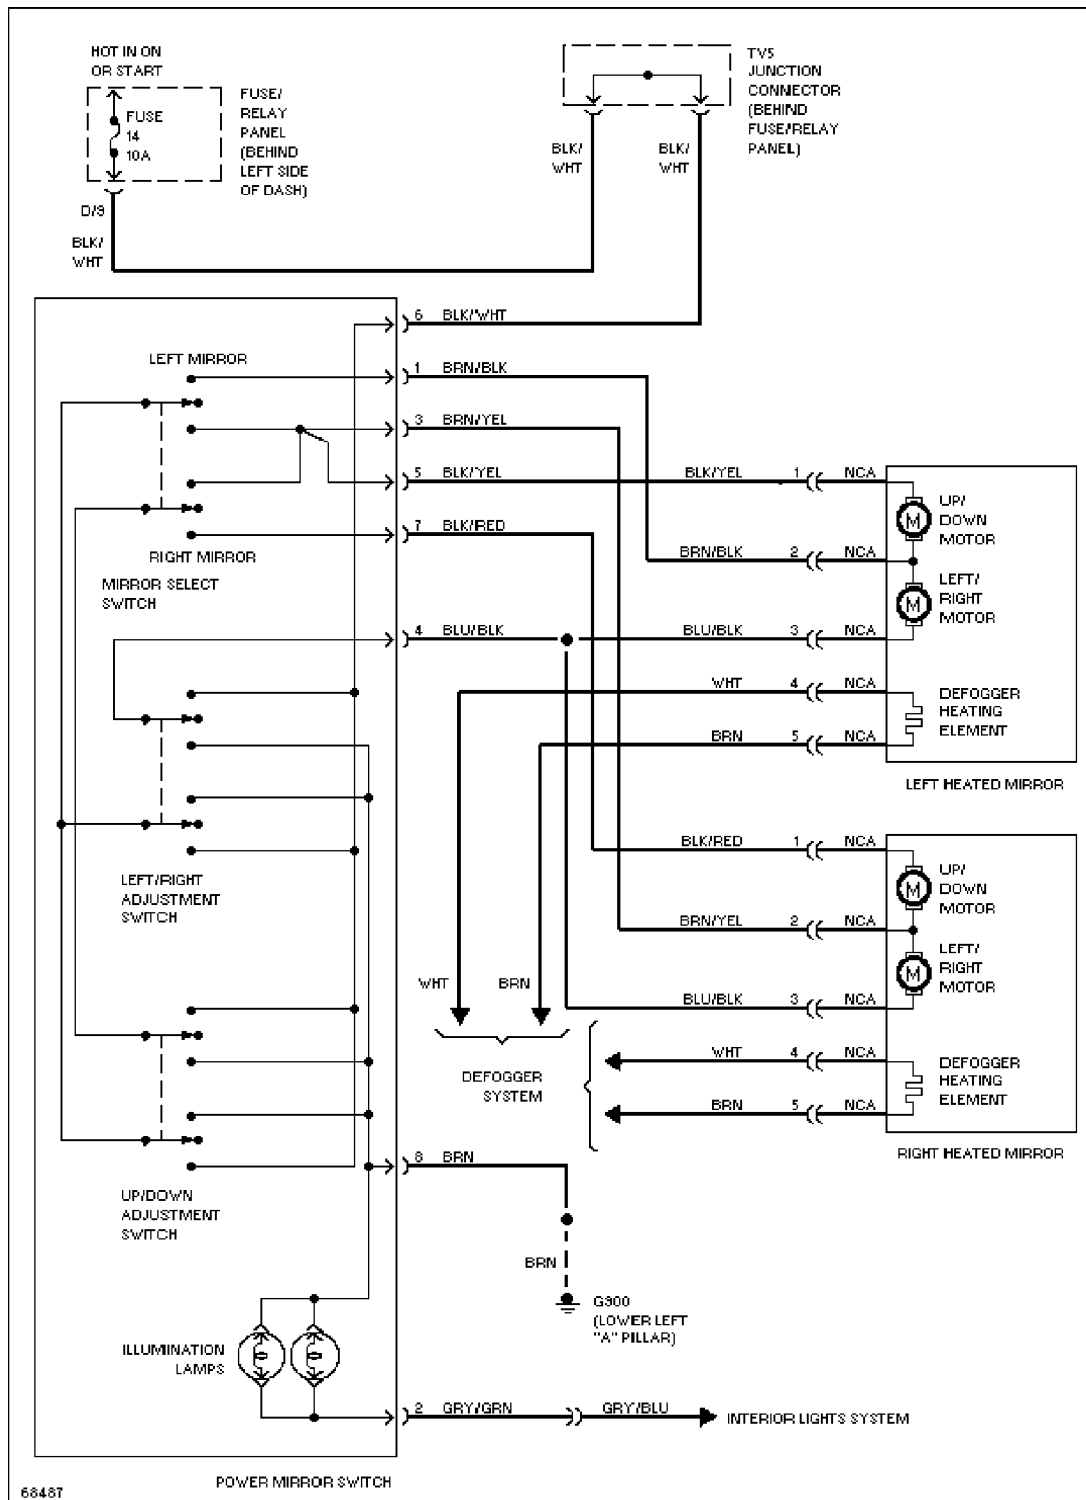 HOT IN ON
OR START
FUSE
14
10A
FUSE/
RELAY
PANEL
(BEHIND
LEFT SIDE
OF DASH)
D/9
BLK/
WHT
TV5
JUNCTION
CONNECTOR
(BEHIND
FUSE/RELAY
PANEL)
BLK/
WHT
BLK/
WHT
6 BLK/WHT
LEFT MIRROR
1 BRN/BLK
3 BRN/YEL
5 BLK/YEL
7 BLK/RED
RIGHT MIRROR
MIRROR SELECT
SWITCH
4 BLU/BLK
LEFT/RIGHT
ADJUSTMENT
SWITCH
UP/DOWN
ADJUSTMENT
SWITCH
8 BRN
BRN
G900
(LOWER LEFT
"A" PILLAR)
ILLUMINATION
LAMPS
2 GRY/GRN
GRY/BLU
INTERIOR LIGHTS SYSTEM
POWER MIRROR SWITCH
BLK/YEL 1 NCA
BRN/BLK 2 NCA
BLU/BLK 3 NCA
WHT 4 NCA
BRN 5 NCA
M
UP/
DOWN
MOTOR
M
LEFT/
RIGHT
MOTOR
DEFOGGER
HEATING
ELEMENT
LEFT HEATED MIRROR
BLK/RED 1 NCA
BRN/YEL 2 NCA
BLU/BLK 3 NCA
WHT 4 NCA
BRN 5 NCA
M
UP/
DOWN
MOTOR
M
LEFT/
RIGHT
MOTOR
DEFOGGER
HEATING
ELEMENT
RIGHT HEATED MIRROR
WHT
BRN
DEFOGGER
SYSTEM
68487